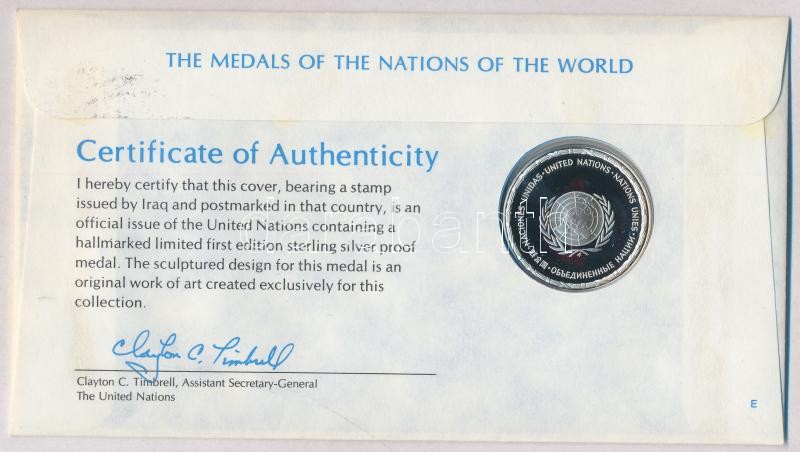 THE MEDALS OF THE NATIONS OF THE WORLD
Certificate of Authenticity
I hereby certify that this cover, bearing a stamp
issued by Iraq and postmarked in that country, is an
official issue of the United Nations containing a
hallmarked limited first edition sterling silver proof
medal. The sculptured design for this medal is an
original work of art created exclusively for this
collection.
Clayton C. Timbrell
Clayton C. Timbrell, Assistant Secretary-General
The United Nations
NACIONES UNIDAS · UNITED NATIONS · NATIONS UNIES · ОБЪЕДИНЕННЫЕ НАЦИИ ·
E
darabanth